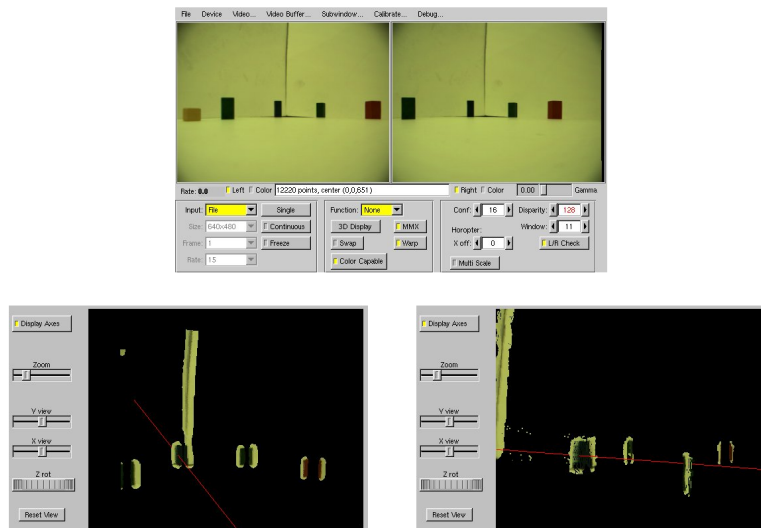 File Device Video... Video Buffer... Subwindow... Calibrate... Debug...
Rate: 0.0 Left Color 12220 points, center (0,0,651) Right Color 0.00 Gamma
Input: File Single Function: None Conf: 16 Disparity: 128
Size: 640x480 Continuous 3D Display MMX Horopter: Window: 11
Frame: 1 Freeze Swap Warp X off: 0 L/R Check
Rate: 15 Color Capable Multi Scale
Display Axes
Zoom
Y view
X view
Z rot
Reset View
Display Axes
Zoom
Y view
X view
Z rot
Reset View